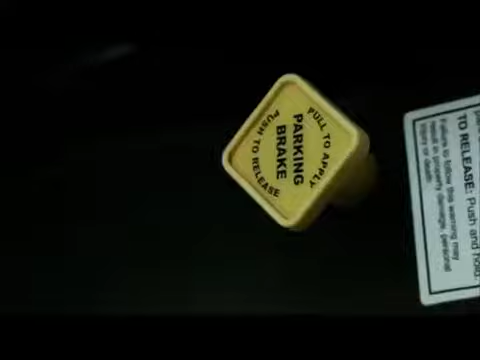 PULL TO APPLY
PARKING
BRAKE
PUSH TO RELEASE
TO RELEASE: Push and hold
Failure to follow this warning may
result in property damage, personal
injury or death.